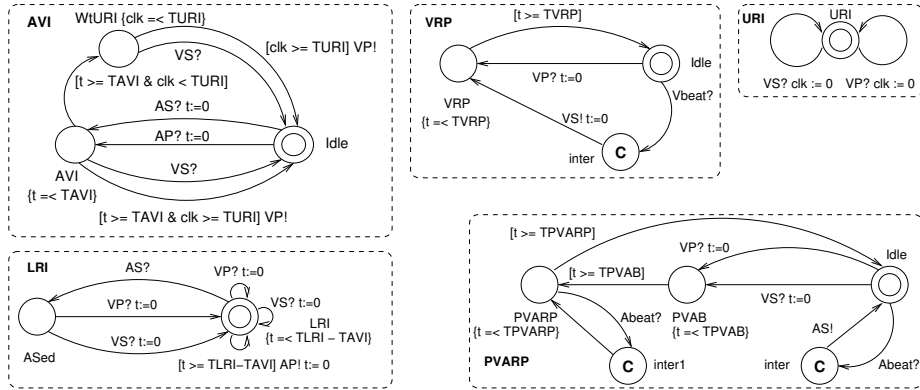 AVI
WtURI {clk =< TURI}
[clk >= TURI] VP!
VS?
[t >= TAVI & clk < TURI]
AS? t:=0
AP? t:=0
Idle
VS?
AVI
{t =< TAVI}
[t >= TAVI & clk >= TURI] VP!
VRP
[t >= TVRP]
Idle
VP? t:=0
Vbeat?
VRP
{t =< TVRP}
VS! t:=0
inter
C
URI
URI
VS? clk := 0
VP? clk := 0
LRI
AS?
VP? t:=0
VP? t:=0
VS? t:=0
LRI
{t =< TLRI − TAVI}
VS? t:=0
ASed
[t >= TLRI−TAVI] AP! t:= 0
[t >= TPVARP]
VP? t:=0
Idle
[t >= TPVAB]
VS? t:=0
PVARP
{t =< TPVARP}
PVAB
{t =< TPVAB}
Abeat?
AS!
PVARP
C
inter1
inter
C
Abeat?